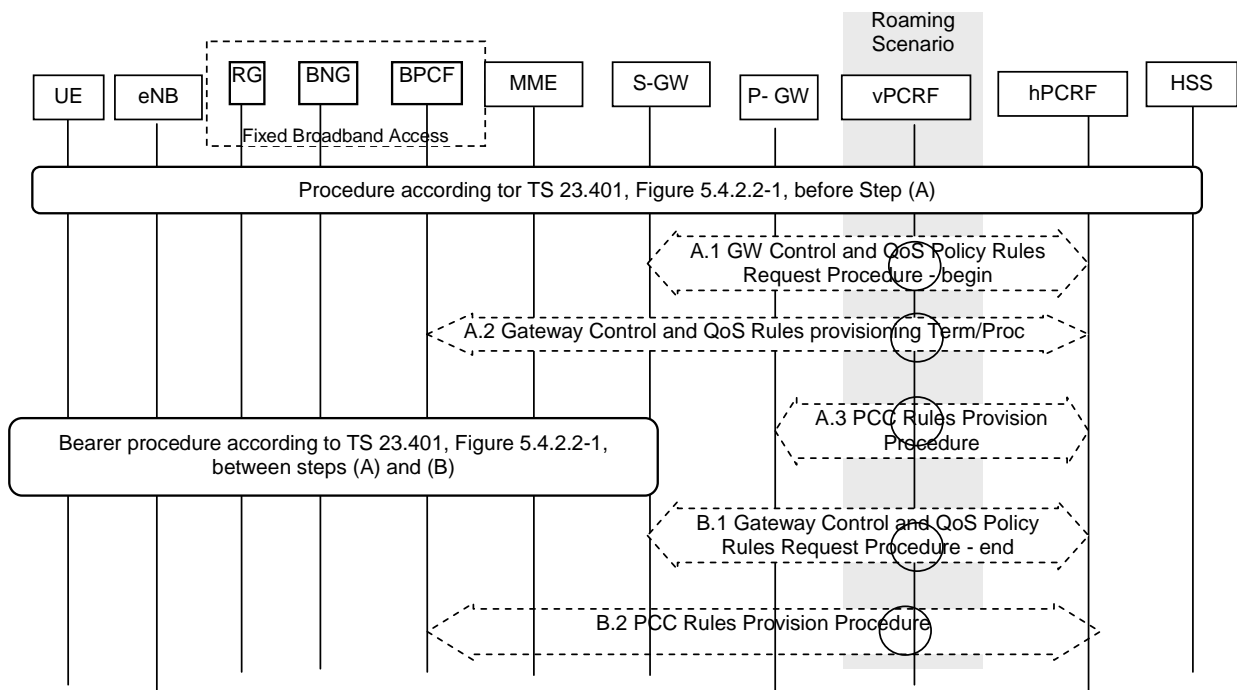 Roaming
Scenario
UE
eNB
RG
BNG
BPCF
MME
S-GW
P- GW
vPCRF
hPCRF
HSS
Fixed Broadband Access
Procedure according tor TS 23.401, Figure 5.4.2.2-1, before Step (A)
A.1 GW Control and QoS Policy Rules
Request Procedure - begin
A.2 Gateway Control and QoS Rules provisioning Term/Proc
A.3 PCC Rules Provision
Procedure
Bearer procedure according to TS 23.401, Figure 5.4.2.2-1,
between steps (A) and (B)
B.1 Gateway Control and QoS Policy
Rules Request Procedure - end
B.2 PCC Rules Provision Procedure